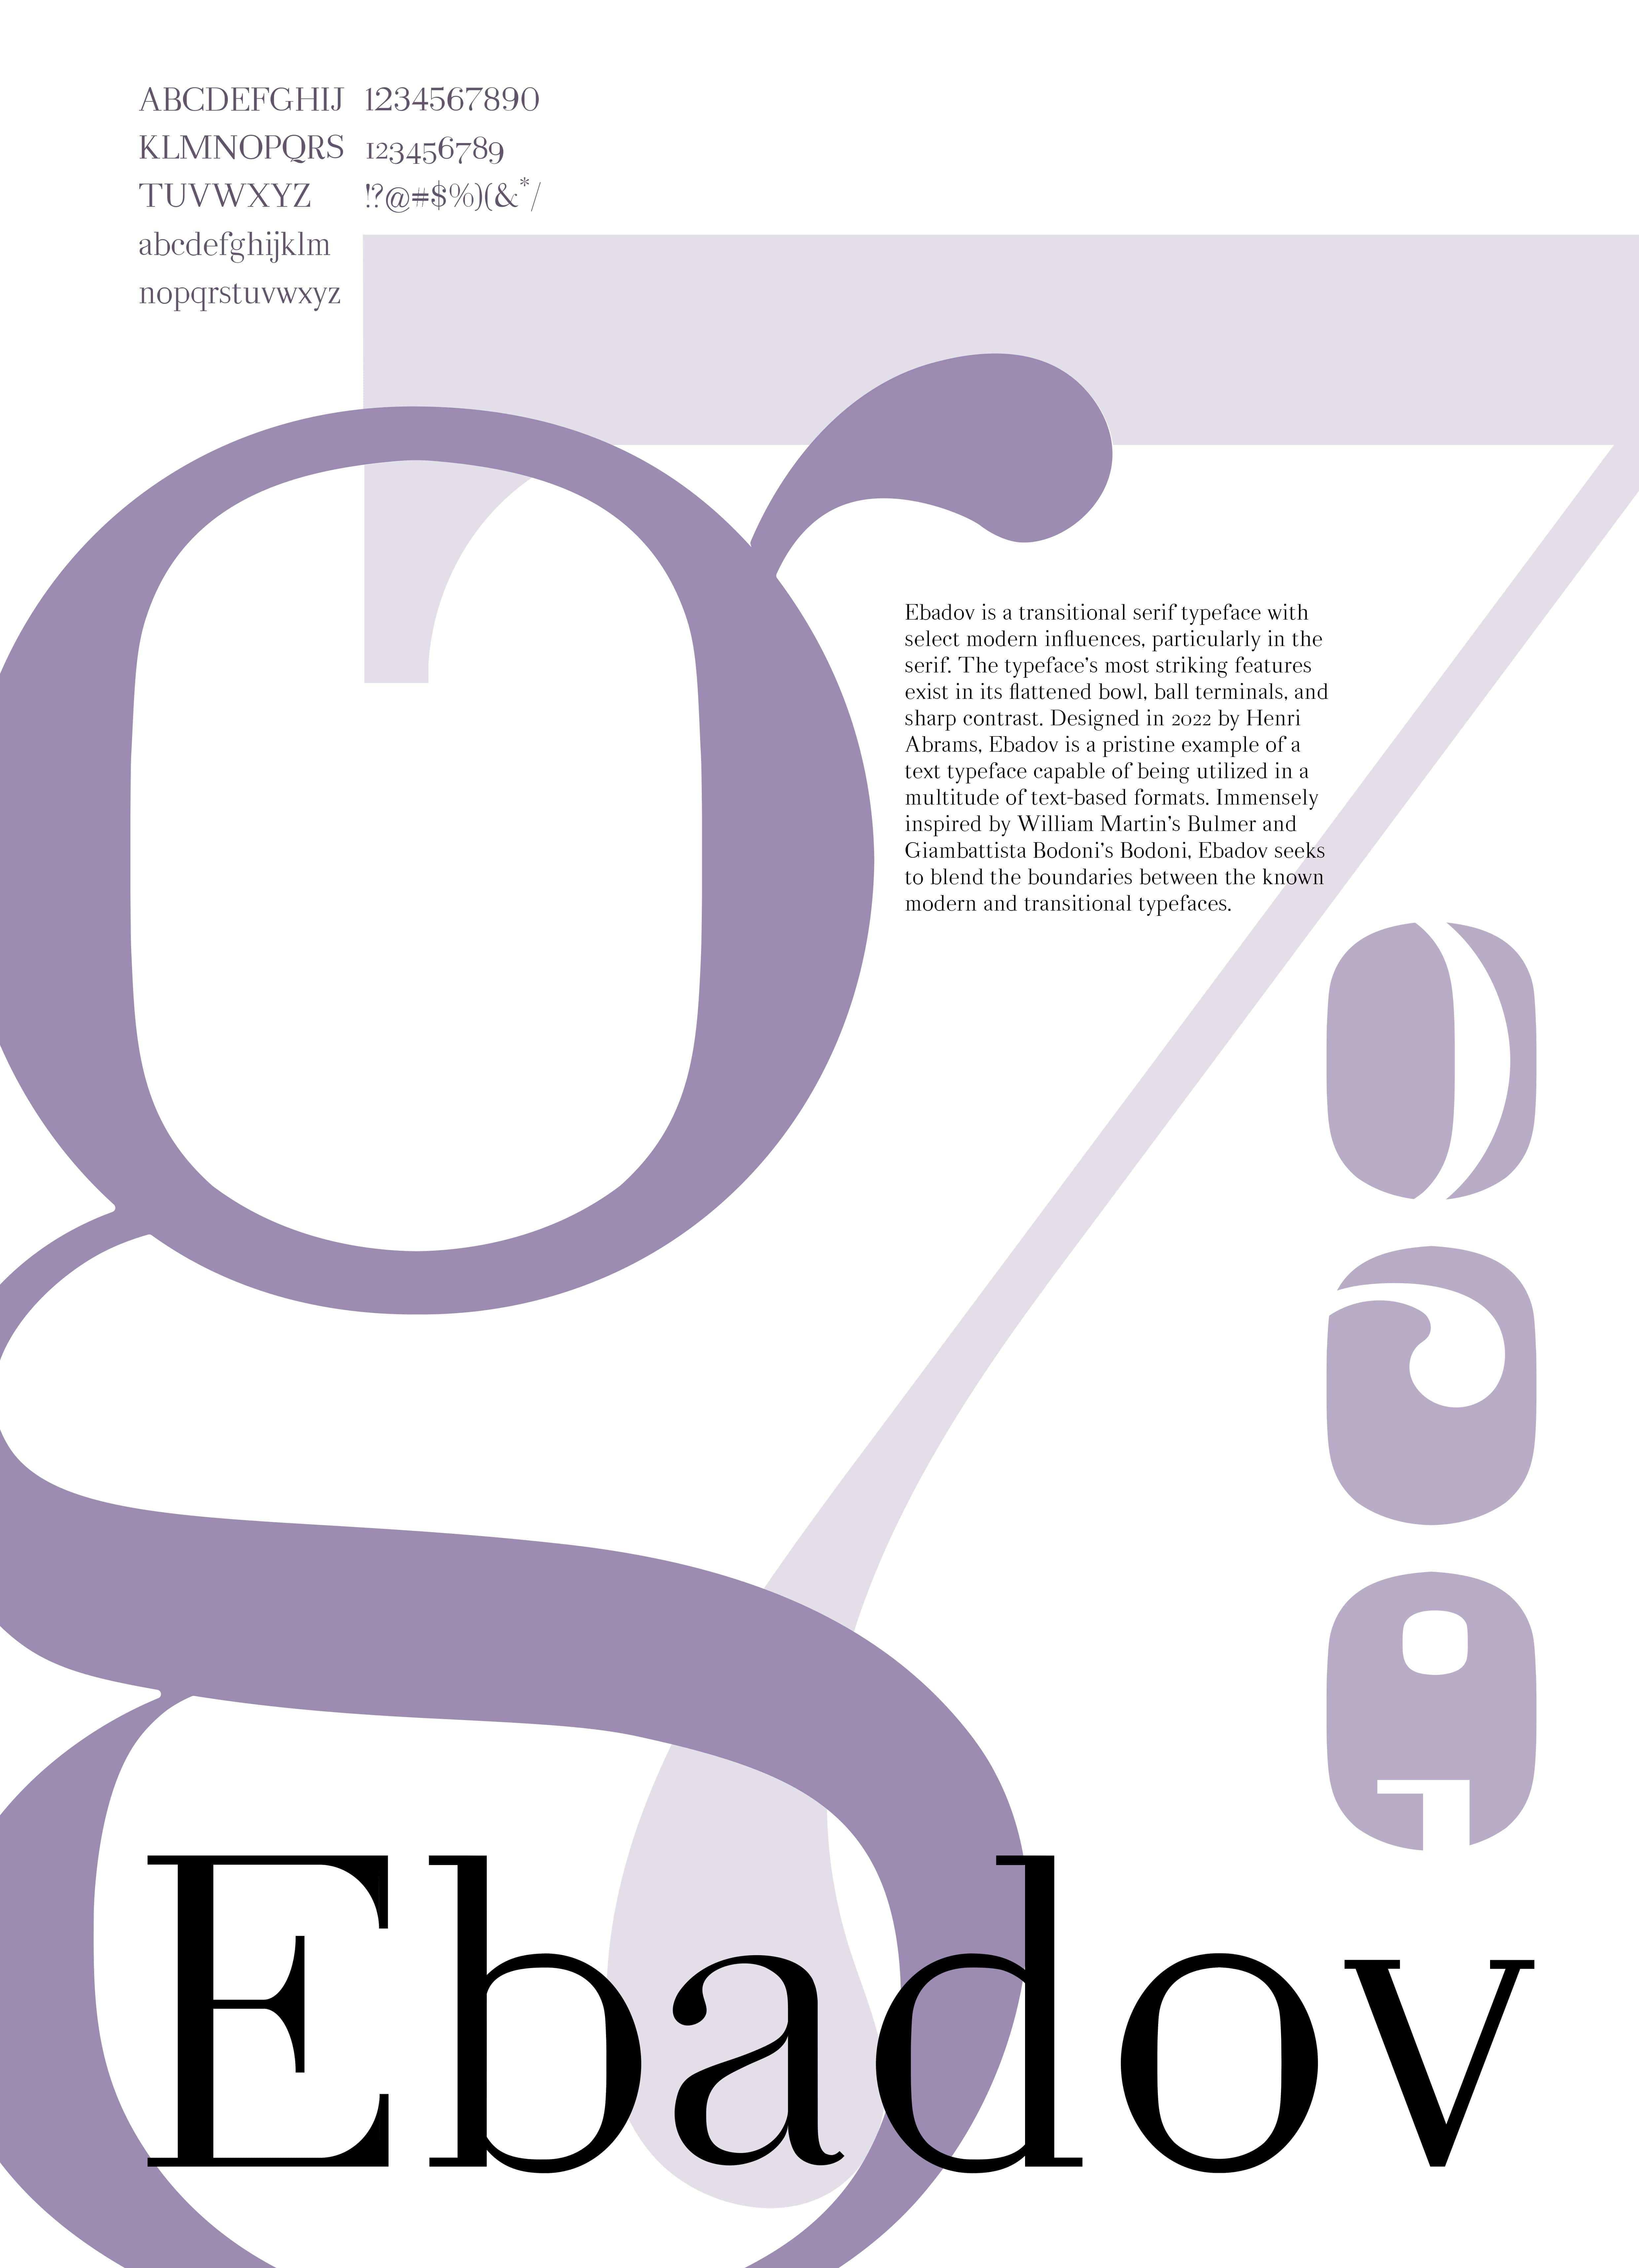 ABCDEFGHIJ
KLMNOPQRS
TUVWXYZ
abcdefghijklm
nopqrstuvwxyz
1234567890
123456789
!?@#$%)(&*/
g
7
Ebadov is a transitional serif typeface with
select modern influences, particularly in the
serif. The typeface's most striking features
exist in its flattened bowl, ball terminals, and
sharp contrast. Designed in 2022 by Henri
Abrams, Ebadov is a pristine example of a
text typeface capable of being utilized in a
multitude of text-based formats. Immensely
inspired by William Martin's Bulmer and
Giambattista Bodoni's Bodoni, Ebadov seeks
to blend the boundaries between the known
modern and transitional typefaces.
Ebadov